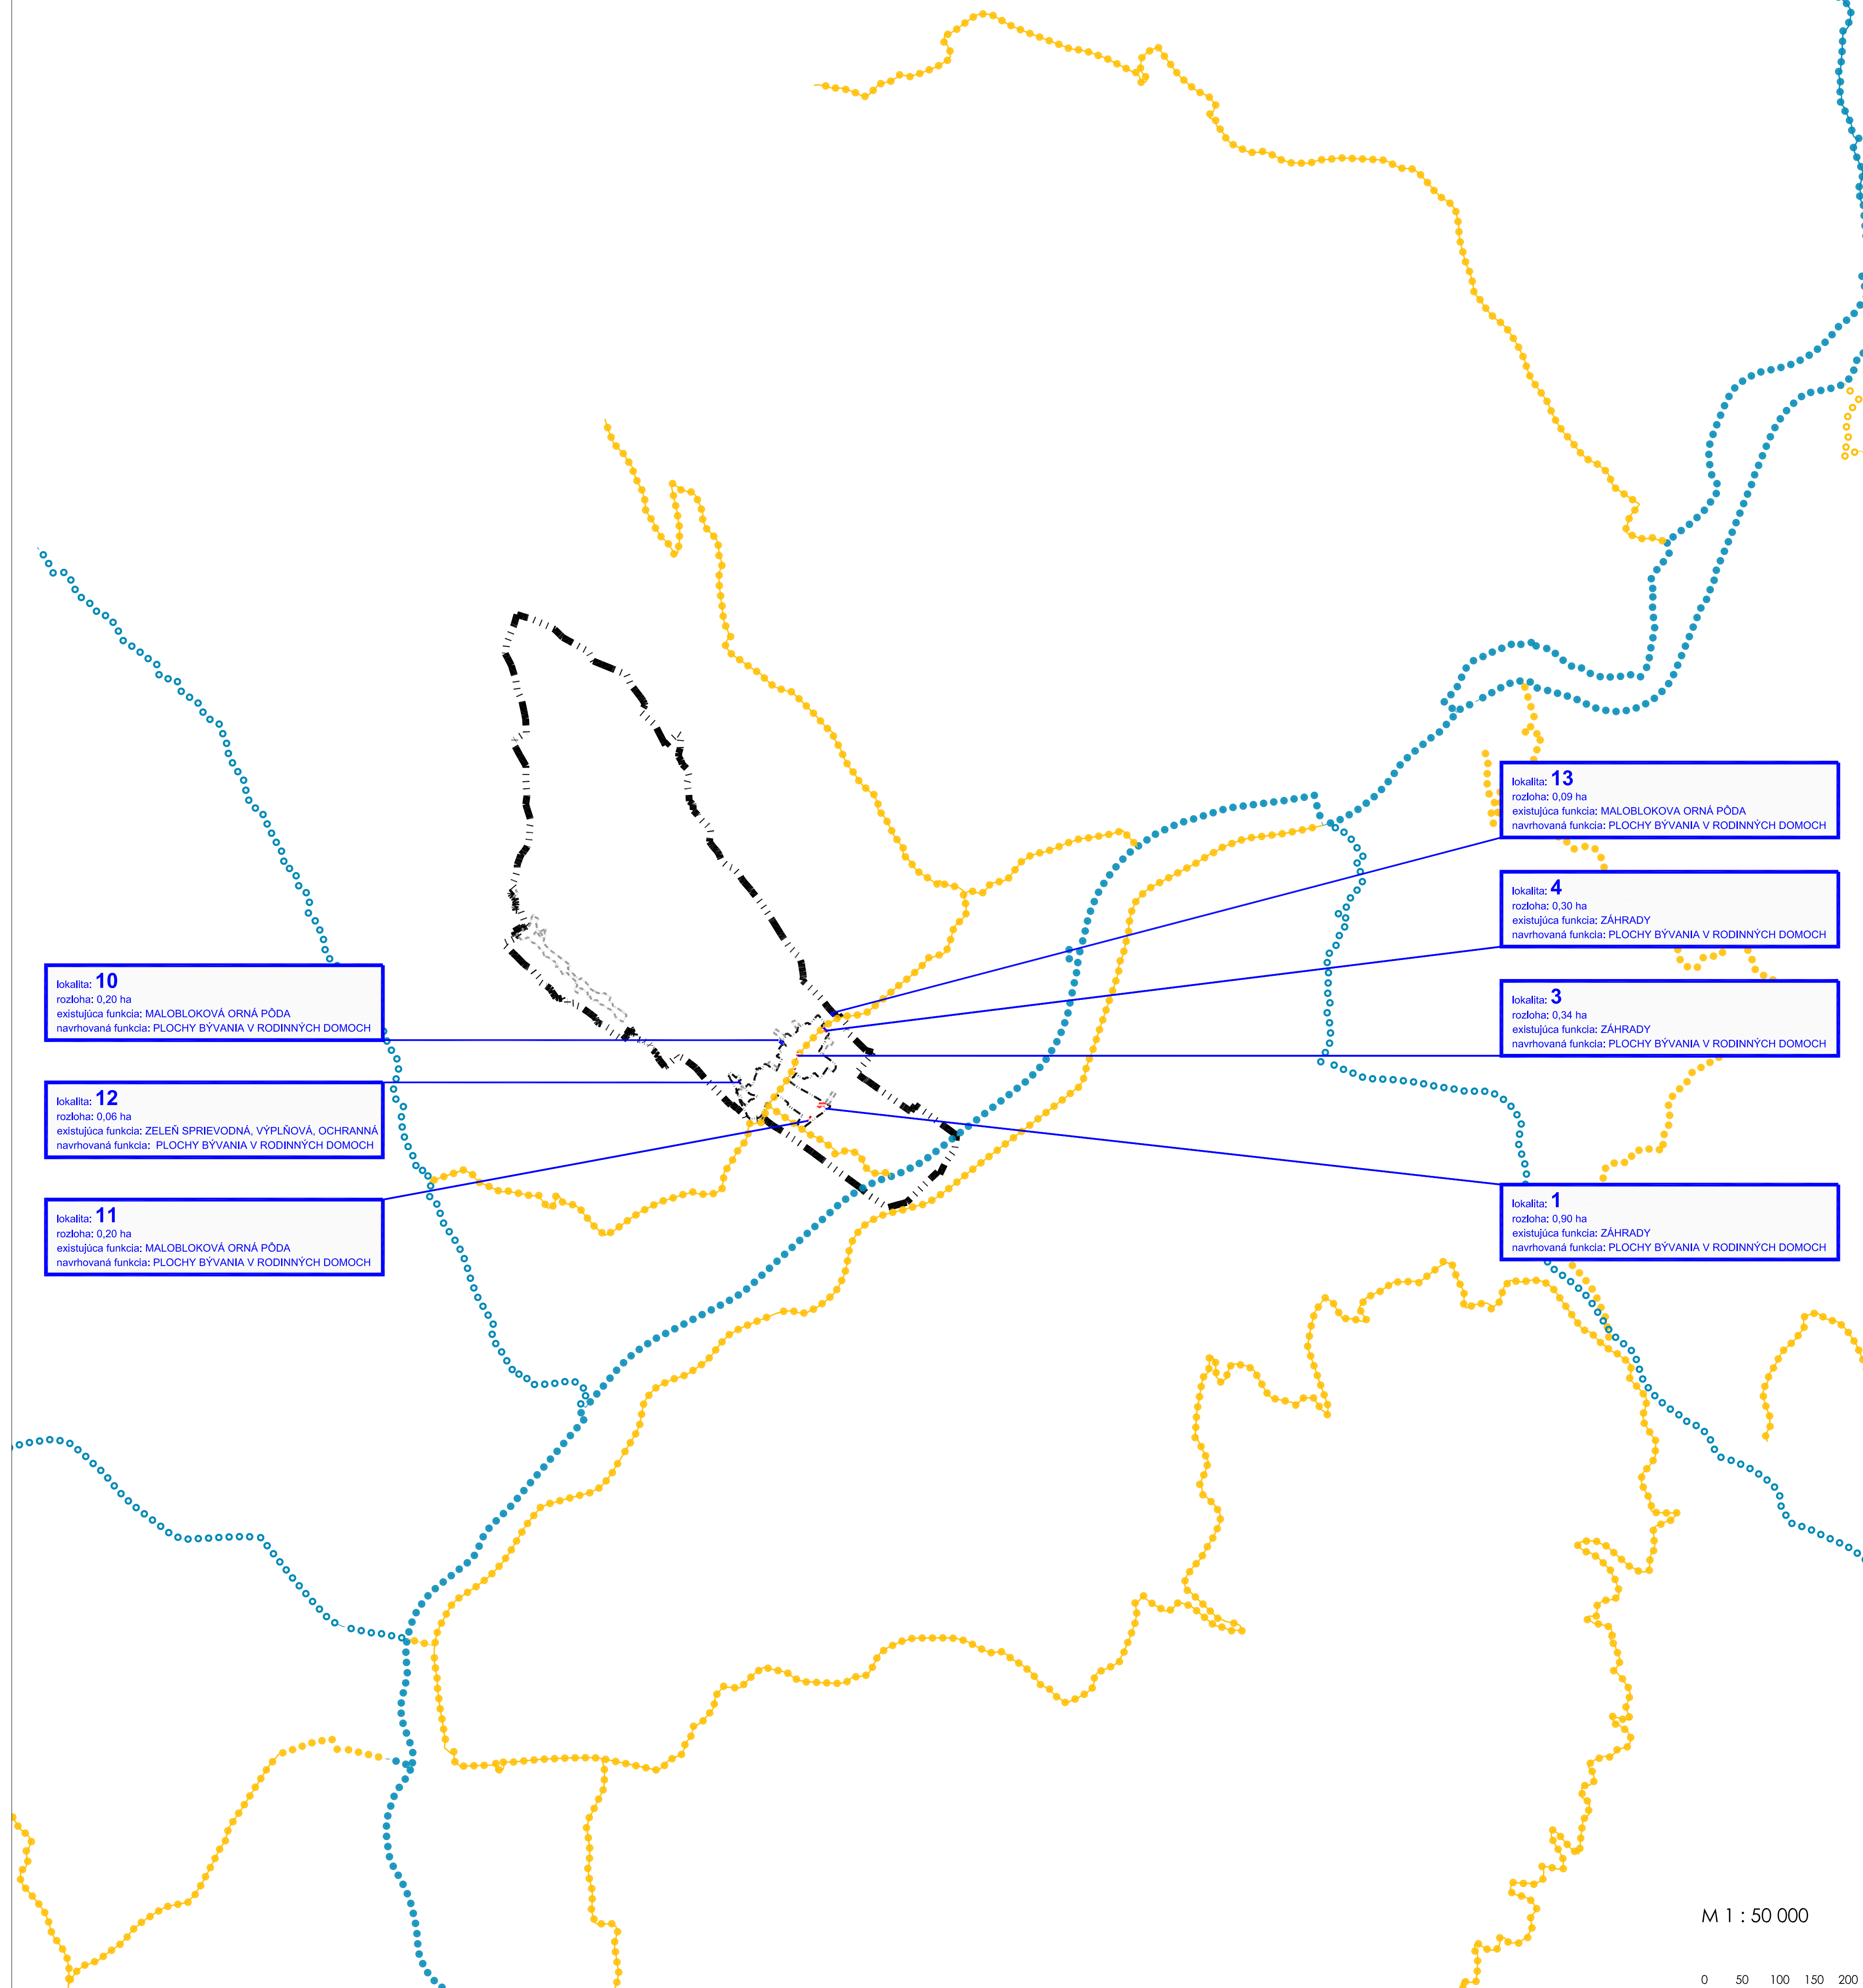 lokalita: 13
rozloha: 0,09 ha
existujúca funkcia: MALOBLOKOVA ORNÁ PÔDA
navrhovaná funkcia: PLOCHY BÝVANIA V RODINNÝCH DOMOCH
lokalita: 4
rozloha: 0,30 ha
existujúca funkcia: ZÁHRADY
navrhovaná funkcia: PLOCHY BÝVANIA V RODINNÝCH DOMOCH
lokalita: 10
rozloha: 0,20 ha
existujúca funkcia: MALOBLOKOVÁ ORNÁ PÔDA
navrhovaná funkcia: PLOCHY BÝVANIA V RODINNÝCH DOMOCH
lokalita: 3
rozloha: 0,34 ha
existujúca funkcia: ZÁHRADY
navrhovaná funkcia: PLOCHY BÝVANIA V RODINNÝCH DOMOCH
lokalita: 12
rozloha: 0,06 ha
existujúca funkcia: ZELEŇ SPRIEVODNÁ, VÝPLŇOVÁ, OCHRANNÁ
navrhovaná funkcia: PLOCHY BÝVANIA V RODINNÝCH DOMOCH
lokalita: 11
rozloha: 0,20 ha
existujúca funkcia: MALOBLOKOVÁ ORNÁ PÔDA
navrhovaná funkcia: PLOCHY BÝVANIA V RODINNÝCH DOMOCH
lokalita: 1
rozloha: 0,90 ha
existujúca funkcia: ZÁHRADY
navrhovaná funkcia: PLOCHY BÝVANIA V RODINNÝCH DOMOCH
M 1 : 50 000
0 50 100 150 200